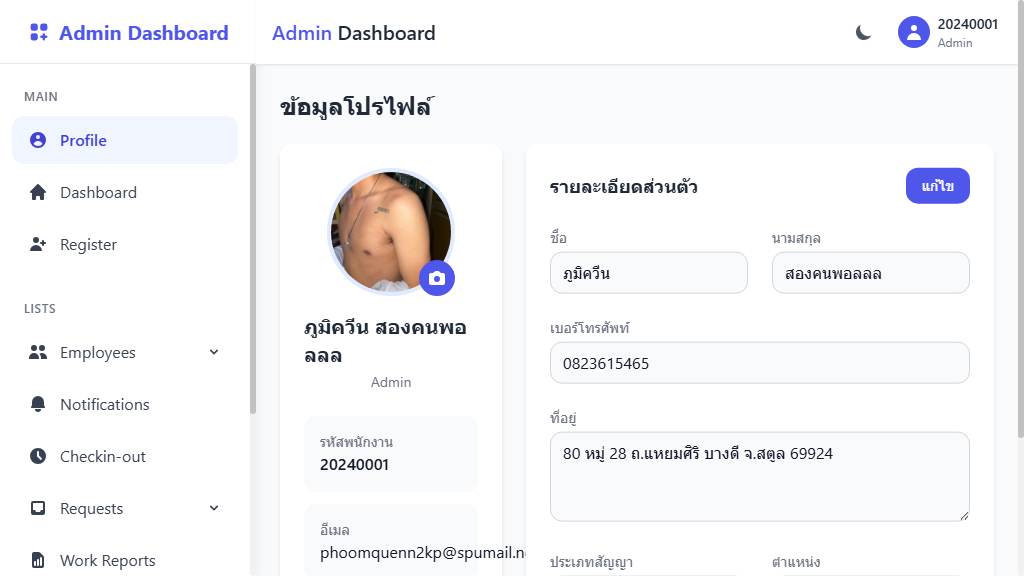 Admin Dashboard
Admin Dashboard
20240001
Admin
MAIN
Profile
Dashboard
Register
LISTS
Employees
Notifications
Checkin-out
Requests
Work Reports
ข้อมูลโปรไฟล์
ภูมิควีน สองคนพอ
ลลล
Admin
รหัสพนักงาน
20240001
อีเมล
phoomquenn2kp@spumail.n
รายละเอียดส่วนตัว
แก้ไข
ชื่อ
นามสกุล
ภูมิควีน
สองคนพอลลล
เบอร์โทรศัพท์
0823615465
ที่อยู่
80 หมู่ 28 ถ.แหยมศิริ บางดี จ.สตูล 69924
ประเภทสัญญา
ตำแหน่ง